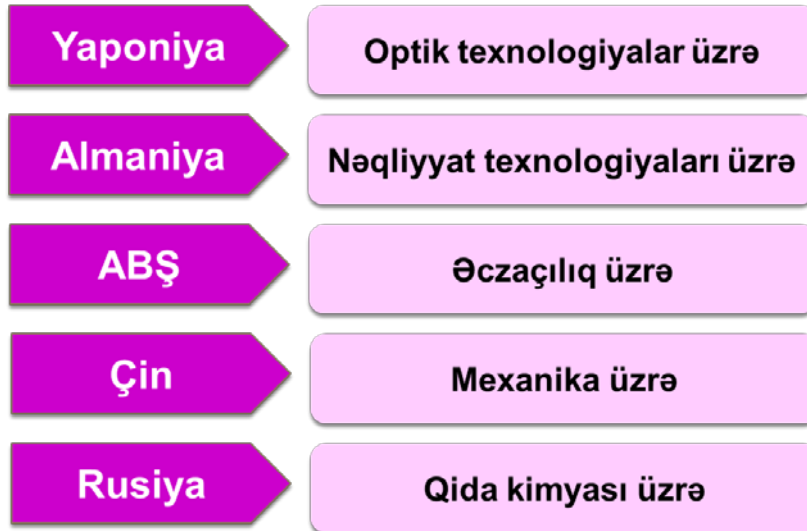 Yaponiya
Optik texnologiyalar üzrə
Almaniya
Nəqliyyat texnologiyaları üzrə
ABŞ
Əczaçılıq üzrə
Çin
Mexanika üzrə
Rusiya
Qida kimyası üzrə